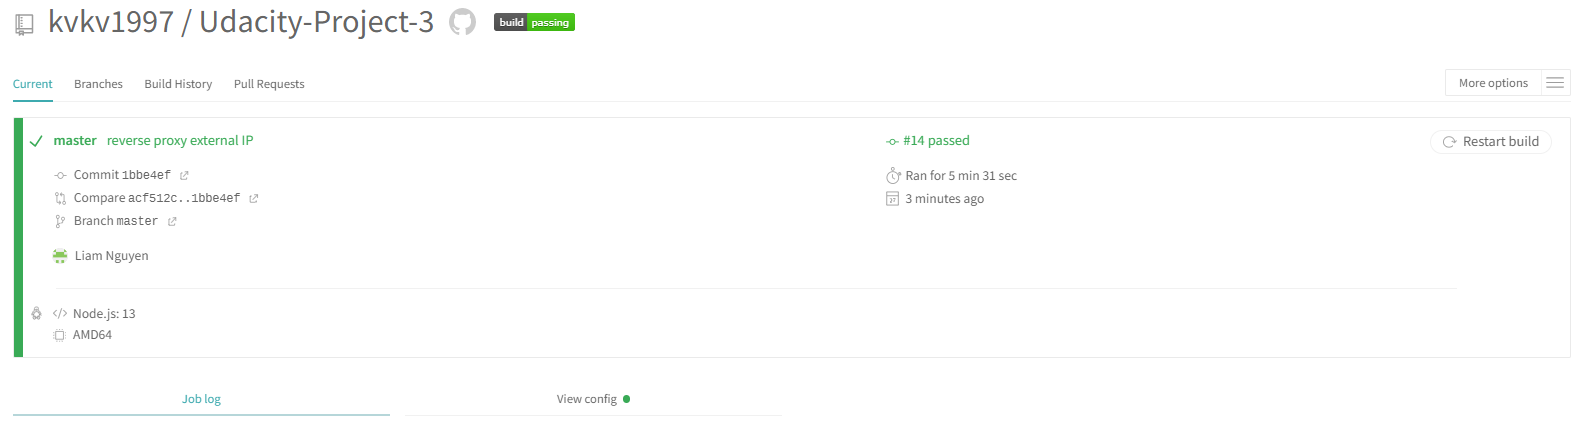 kvkv1997 / Udacity-Project-3 build passing
Current Branches Build History Pull Requests More options
master reverse proxy external IP #14 passed Restart build
Commit 1bbe4ef Ran for 5 min 31 sec
Compare acf512c..1bbe4ef 3 minutes ago
Branch master
Liam Nguyen
</> Node.js: 13
AMD64
Job log View config